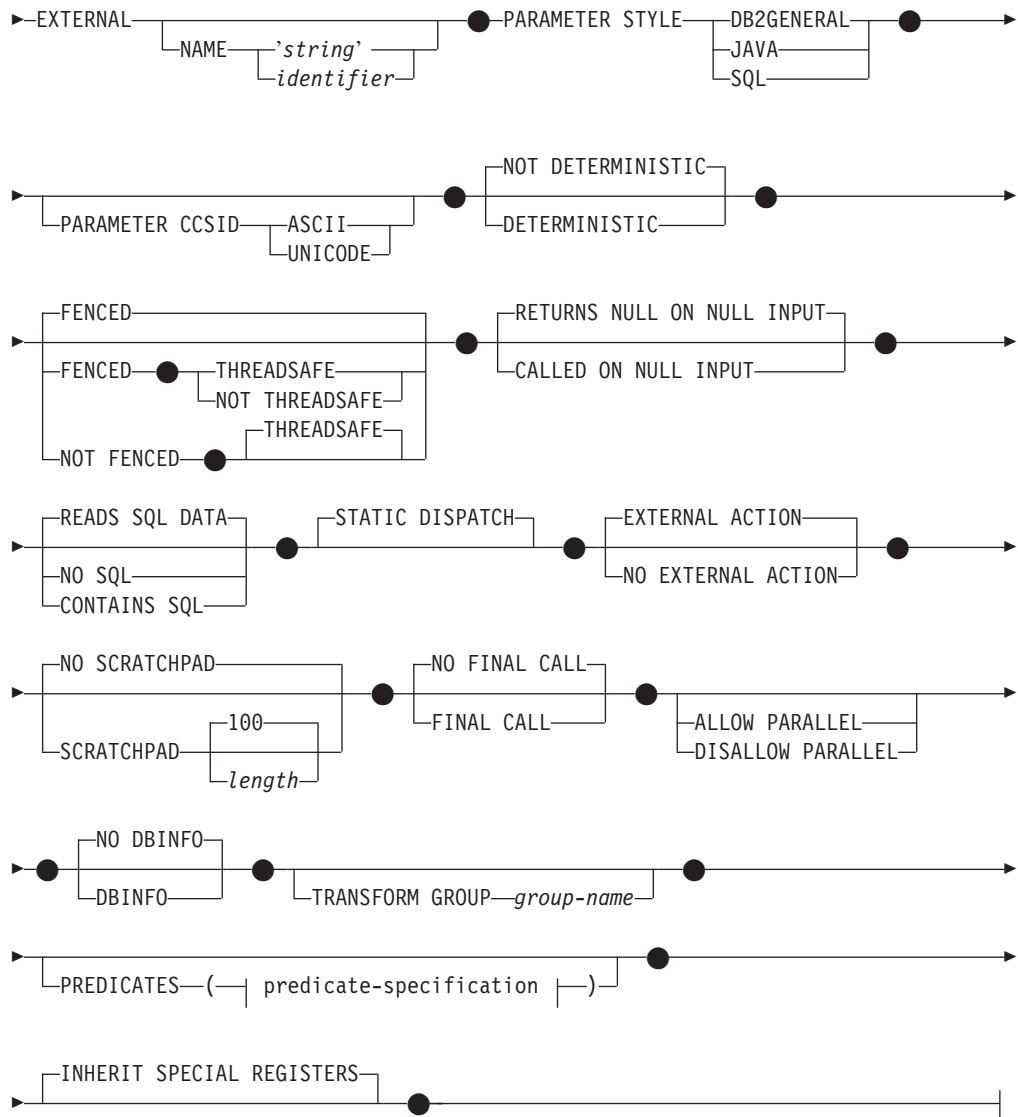 EXTERNAL PARAMETER STYLE DB2GENERAL
NAME 'string' JAVA
identifier SQL
NOT DETERMINISTIC
PARAMETER CCSID ASCII DETERMINISTIC
UNICODE
FENCED RETURNS NULL ON NULL INPUT
FENCED THREADSAFE CALLED ON NULL INPUT
NOT THREADSAFE
THREADSAFE
NOT FENCED
READS SQL DATA STATIC DISPATCH EXTERNAL ACTION
NO SQL NO EXTERNAL ACTION
CONTAINS SQL
NO SCRATCHPAD NO FINAL CALL
100 FINAL CALL ALLOW PARALLEL
SCRATCHPAD DISALLOW PARALLEL
length
NO DBINFO
DBINFO TRANSFORM GROUP group-name
PREDICATES ( predicate-specification )
INHERIT SPECIAL REGISTERS